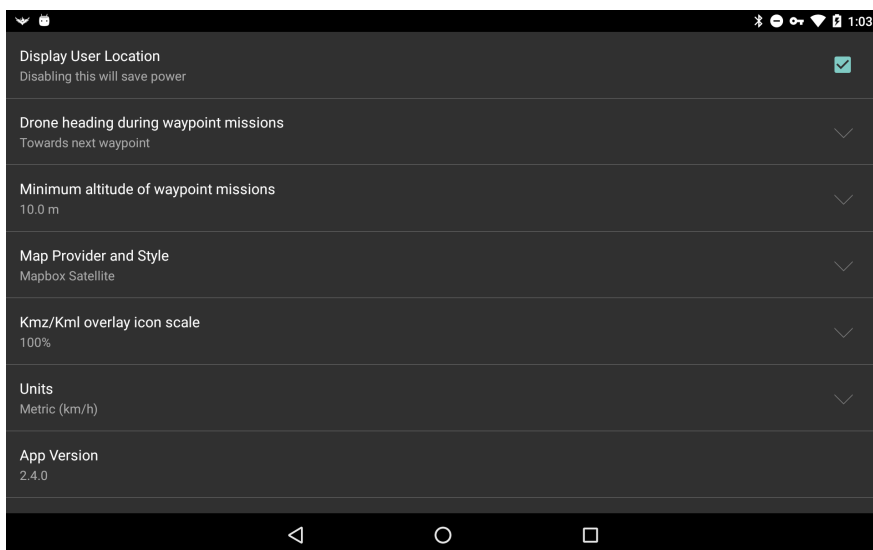 1:03
Display User Location
Disabling this will save power
Drone heading during waypoint missions
Towards next waypoint
Minimum altitude of waypoint missions
10.0 m
Map Provider and Style
Mapbox Satellite
Kmz/Kml overlay icon scale
100%
Units
Metric (km/h)
App Version
2.4.0